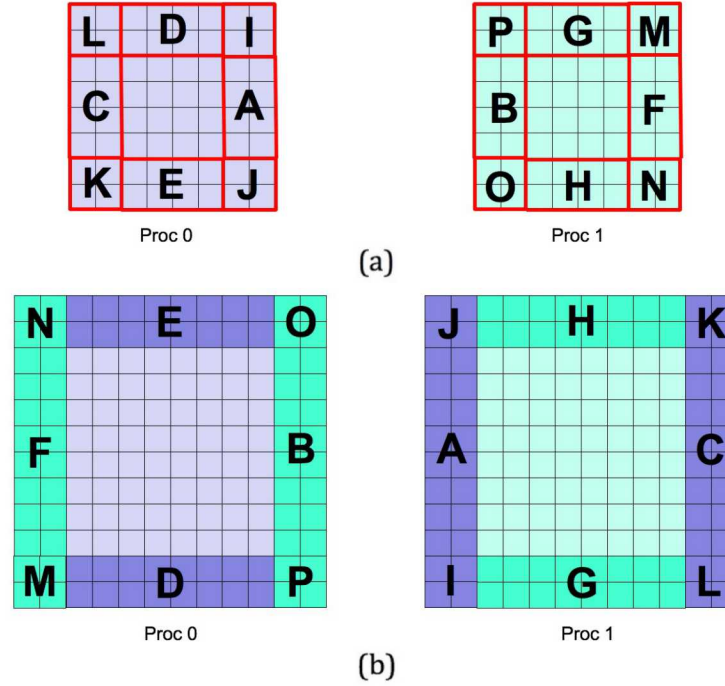 L D I P G M
C A B F
K E J O H N
Proc 0 Proc 1
(a)
N E O J H K
F B A C
M D P I G L
Proc 0 Proc 1
(b)